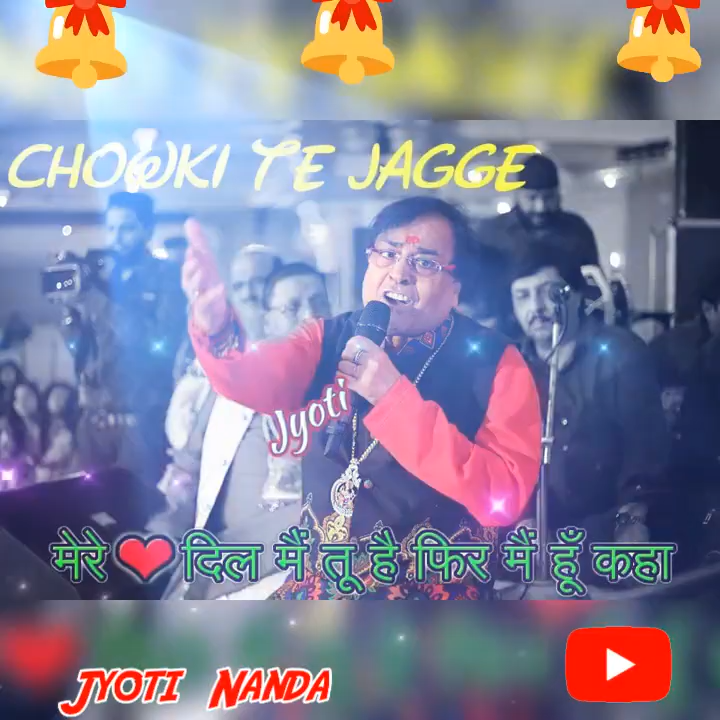 CHOWKI TE JAGGE
Jyoti
मेरे ❤ दिल मैं तू है फिर मैं हूँ कहा
JYOTI NANDA